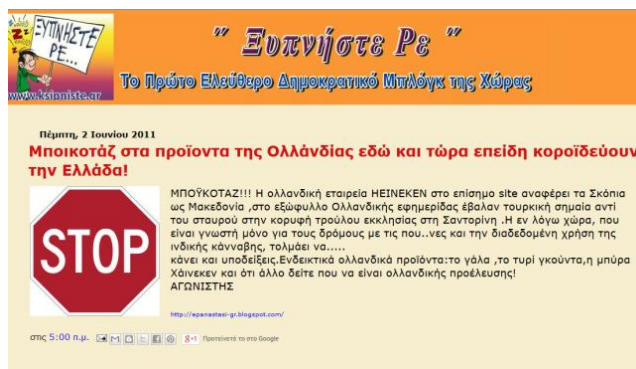 ΞΥΠΝΗΣΤΕ
ΡΕ...
www.ksipniste.gr
" Ξυπνήστε Ρε "
Το Πρώτο Ελεύθερο Δημοκρατικό Μπλόγκ της Χώρας
Πέμπτη, 2 Ιουνίου 2011
Μποικοτάζ στα προϊοντα της Ολλάνδίας εδώ και τώρα επείδη κοροϊδεύουν
την Ελλάδα!
STOP
ΜΠΟΫΚΟΤΑΖ!!! Η ολλανδική εταιρεία HEINEKEN στο επίσημο site αναφέρει τα Σκόπια
ως Μακεδονία ,στο εξώφυλλο Ολλανδικής εφημερίδας έβαλαν τουρκική σημαία αντί
του σταυρού στην κορυφή τρούλου εκκλησίας στη Σαντορίνη .Η εν λόγω χώρα, που
είναι γνωστή μόνο για τους δρόμους με τις που..νες και την διαδεδομένη χρήση της
ινδικής κάνναβης, τολμάει να.....
κάνει και υποδείξεις.Ενδεικτικά ολλανδικά προϊόντα:το γάλα ,το τυρί γκούντα,η μπύρα
Χάινεκεν και ότι άλλο δείτε που να είναι ολλανδικής προέλευσης!
ΑΓΩΝΙΣΤΗΣ
http://epanastasi-gr.blogspot.com/
στις 5:00 π.μ. Προτείνετέ το στο Google